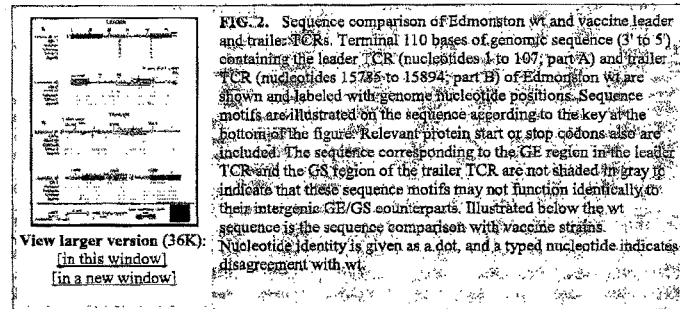 LEADER
FIG. 2. Sequence comparison of Edmonston wt and vaccine leader
and trailer TCRs. Terminal 110 bases of genomic sequence (3' to 5')
containing the leader TCR (nucleotides 1 to 107; part A) and trailer
TCR (nucleotides 15785 to 15894; part B) of Edmonston wt are
shown and labeled with genome nucleotide positions. Sequence
motifs are illustrated on the sequence according to the key at the
bottom of the figure. Relevant protein start or stop codons also are
included. The sequence corresponding to the GE region in the leader
TCR and the GS region of the trailer TCR are not shaded in gray to
indicate that these sequence motifs may not function identically to
their intergenic GE/GS counterparts. Illustrated below the wt
sequence is the sequence comparison with vaccine strains.
Nucleotide identity is given as a dot, and a typed nucleotide indicates
disagreement with wt.
View larger version (36K):
[in this window]
[in a new window]